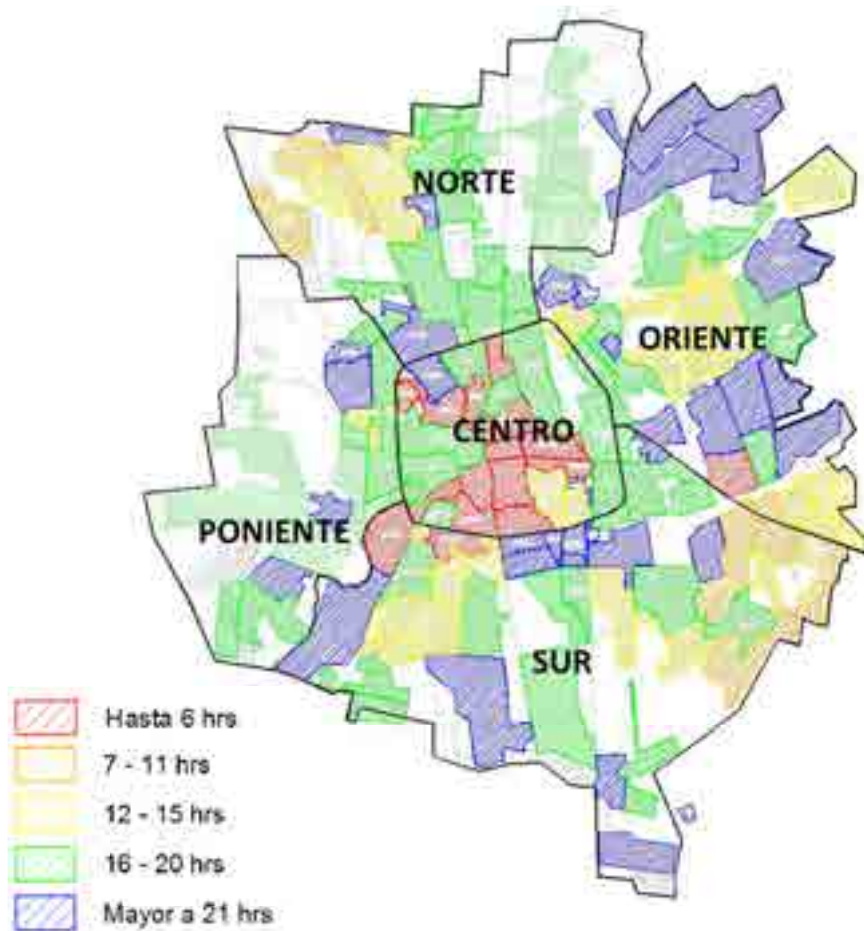 NORTE
ORIENTE
CENTRO
PONIENTE
SUR
Hasta 6 hrs
7 - 11 hrs
12 - 15 hrs
16 - 20 hrs
Mayor a 21 hrs